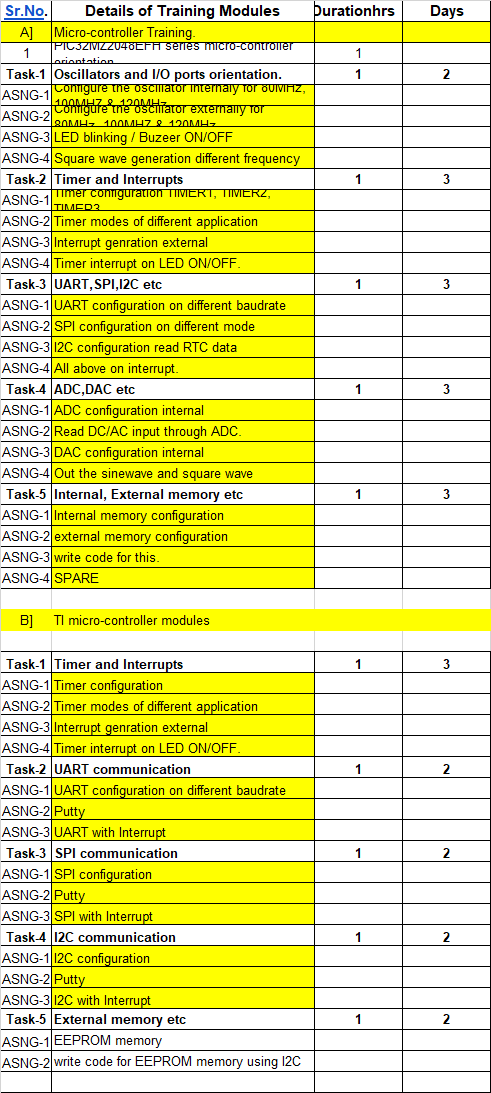 Sr.No. Details of Training Modules Durationhrs Days
A] Micro-controller Training.
1 PIC32MZ2048EFH series micro-controller 1
orientation
Task-1 Oscillators and I/O ports orientation. 1 2
ASNG-1 Configure the oscillator internaly for 80MHz,
100MHZ & 120MHz
ASNG-2 Configure the oscillator externally for
80MHz, 100MHZ & 120MHz
ASNG-3 LED blinking / Buzeer ON/OFF
ASNG-4 Square wave generation different frequency
Task-2 Timer and Interrupts 1 3
ASNG-1 Timer configuration TIMER1, TIMER2,
TIMER3
ASNG-2 Timer modes of different application
ASNG-3 Interrupt genration external
ASNG-4 Timer interrupt on LED ON/OFF.
Task-3 UART,SPI,I2C etc 1 3
ASNG-1 UART configuration on different baudrate
ASNG-2 SPI configuration on different mode
ASNG-3 I2C configuration read RTC data
ASNG-4 All above on interrupt.
Task-4 ADC,DAC etc 1 3
ASNG-1 ADC configuration internal
ASNG-2 Read DC/AC input through ADC.
ASNG-3 DAC configuration internal
ASNG-4 Out the sinewave and square wave
Task-5 Internal, External memory etc 1 3
ASNG-1 Internal memory configuration
ASNG-2 external memory configuration
ASNG-3 write code for this.
ASNG-4 SPARE
B] TI micro-controller modules
Task-1 Timer and Interrupts 1 3
ASNG-1 Timer configuration
ASNG-2 Timer modes of different application
ASNG-3 Interrupt genration external
ASNG-4 Timer interrupt on LED ON/OFF.
Task-2 UART communication 1 2
ASNG-1 UART configuration on different baudrate
ASNG-2 Putty
ASNG-3 UART with Interrupt
Task-3 SPI communication 1 2
ASNG-1 SPI configuration
ASNG-2 Putty
ASNG-3 SPI with Interrupt
Task-4 I2C communication 1 2
ASNG-1 I2C configuration
ASNG-2 Putty
ASNG-3 I2C with Interrupt
Task-5 External memory etc 1 2
ASNG-1 EEPROM memory
ASNG-2 write code for EEPROM memory using I2C